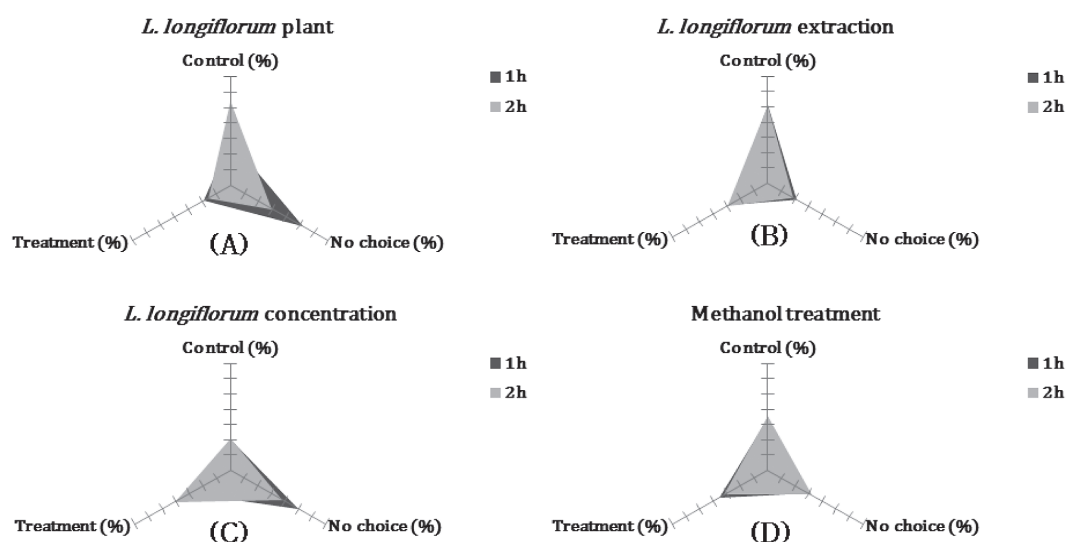 L. longiflorum plant
Control (%)
1h
2h
Treatment (%)
No choice (%)
(A)
L. longiflorum extraction
Control (%)
1h
2h
Treatment (%)
No choice (%)
(B)
L. longiflorum concentration
Control (%)
1h
2h
Treatment (%)
No choice (%)
(C)
Methanol treatment
Control (%)
1h
2h
Treatment (%)
No choice (%)
(D)